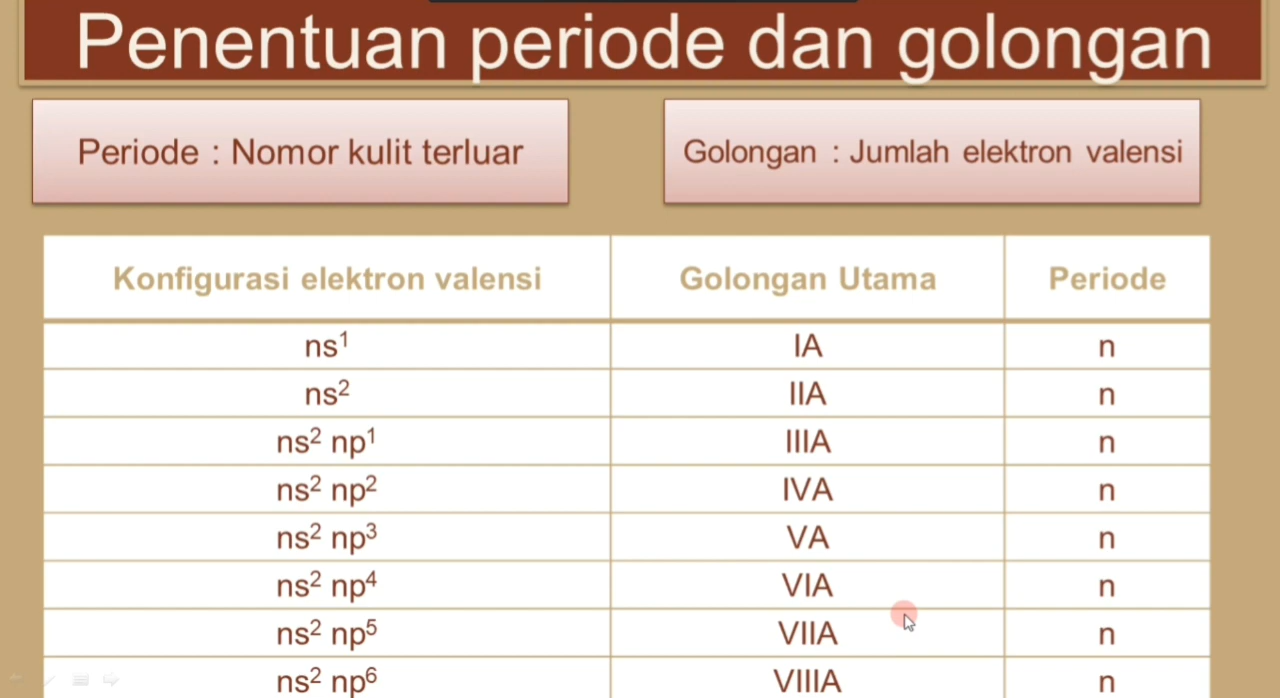 Penentuan periode dan golongan
Periode : Nomor kulit terluar
Golongan : Jumlah elektron valensi
Konfigurasi elektron valensi Golongan Utama Periode
ns¹ IA n
ns² IIA n
ns² np¹ IIIA n
ns² np² IVA n
ns² np³ VA n
ns² np⁴ VIA n
ns² np⁵ VIIA n
ns² np⁶ VIIIA n